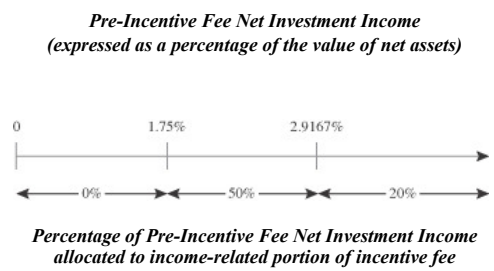 Pre-Incentive Fee Net Investment Income
(expressed as a percentage of the value of net assets)
0 1.75% 2.9167%
0% 50% 20%
Percentage of Pre-Incentive Fee Net Investment Income
allocated to income-related portion of incentive fee